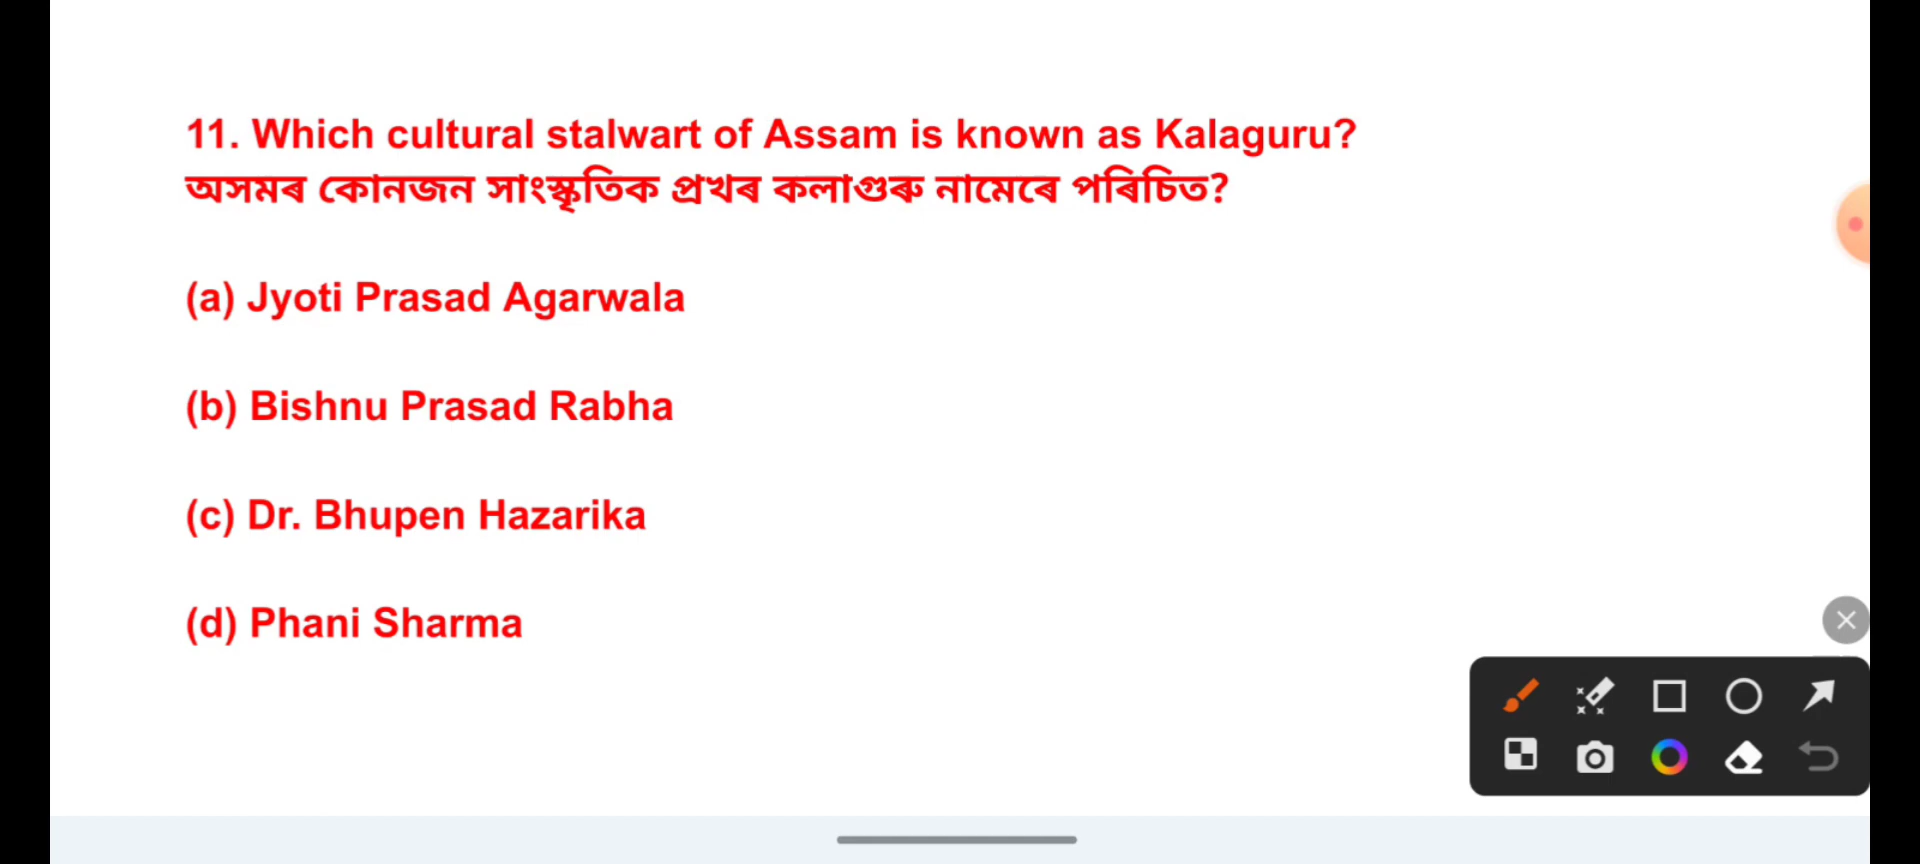 11. Which cultural stalwart of Assam is known as Kalaguru?
অসমৰ কোনজন সাংস্কৃতিক প্ৰখৰ কলাগুৰু নামেৰে পৰিচিত?
(a) Jyoti Prasad Agarwala
(b) Bishnu Prasad Rabha
(c) Dr. Bhupen Hazarika
(d) Phani Sharma